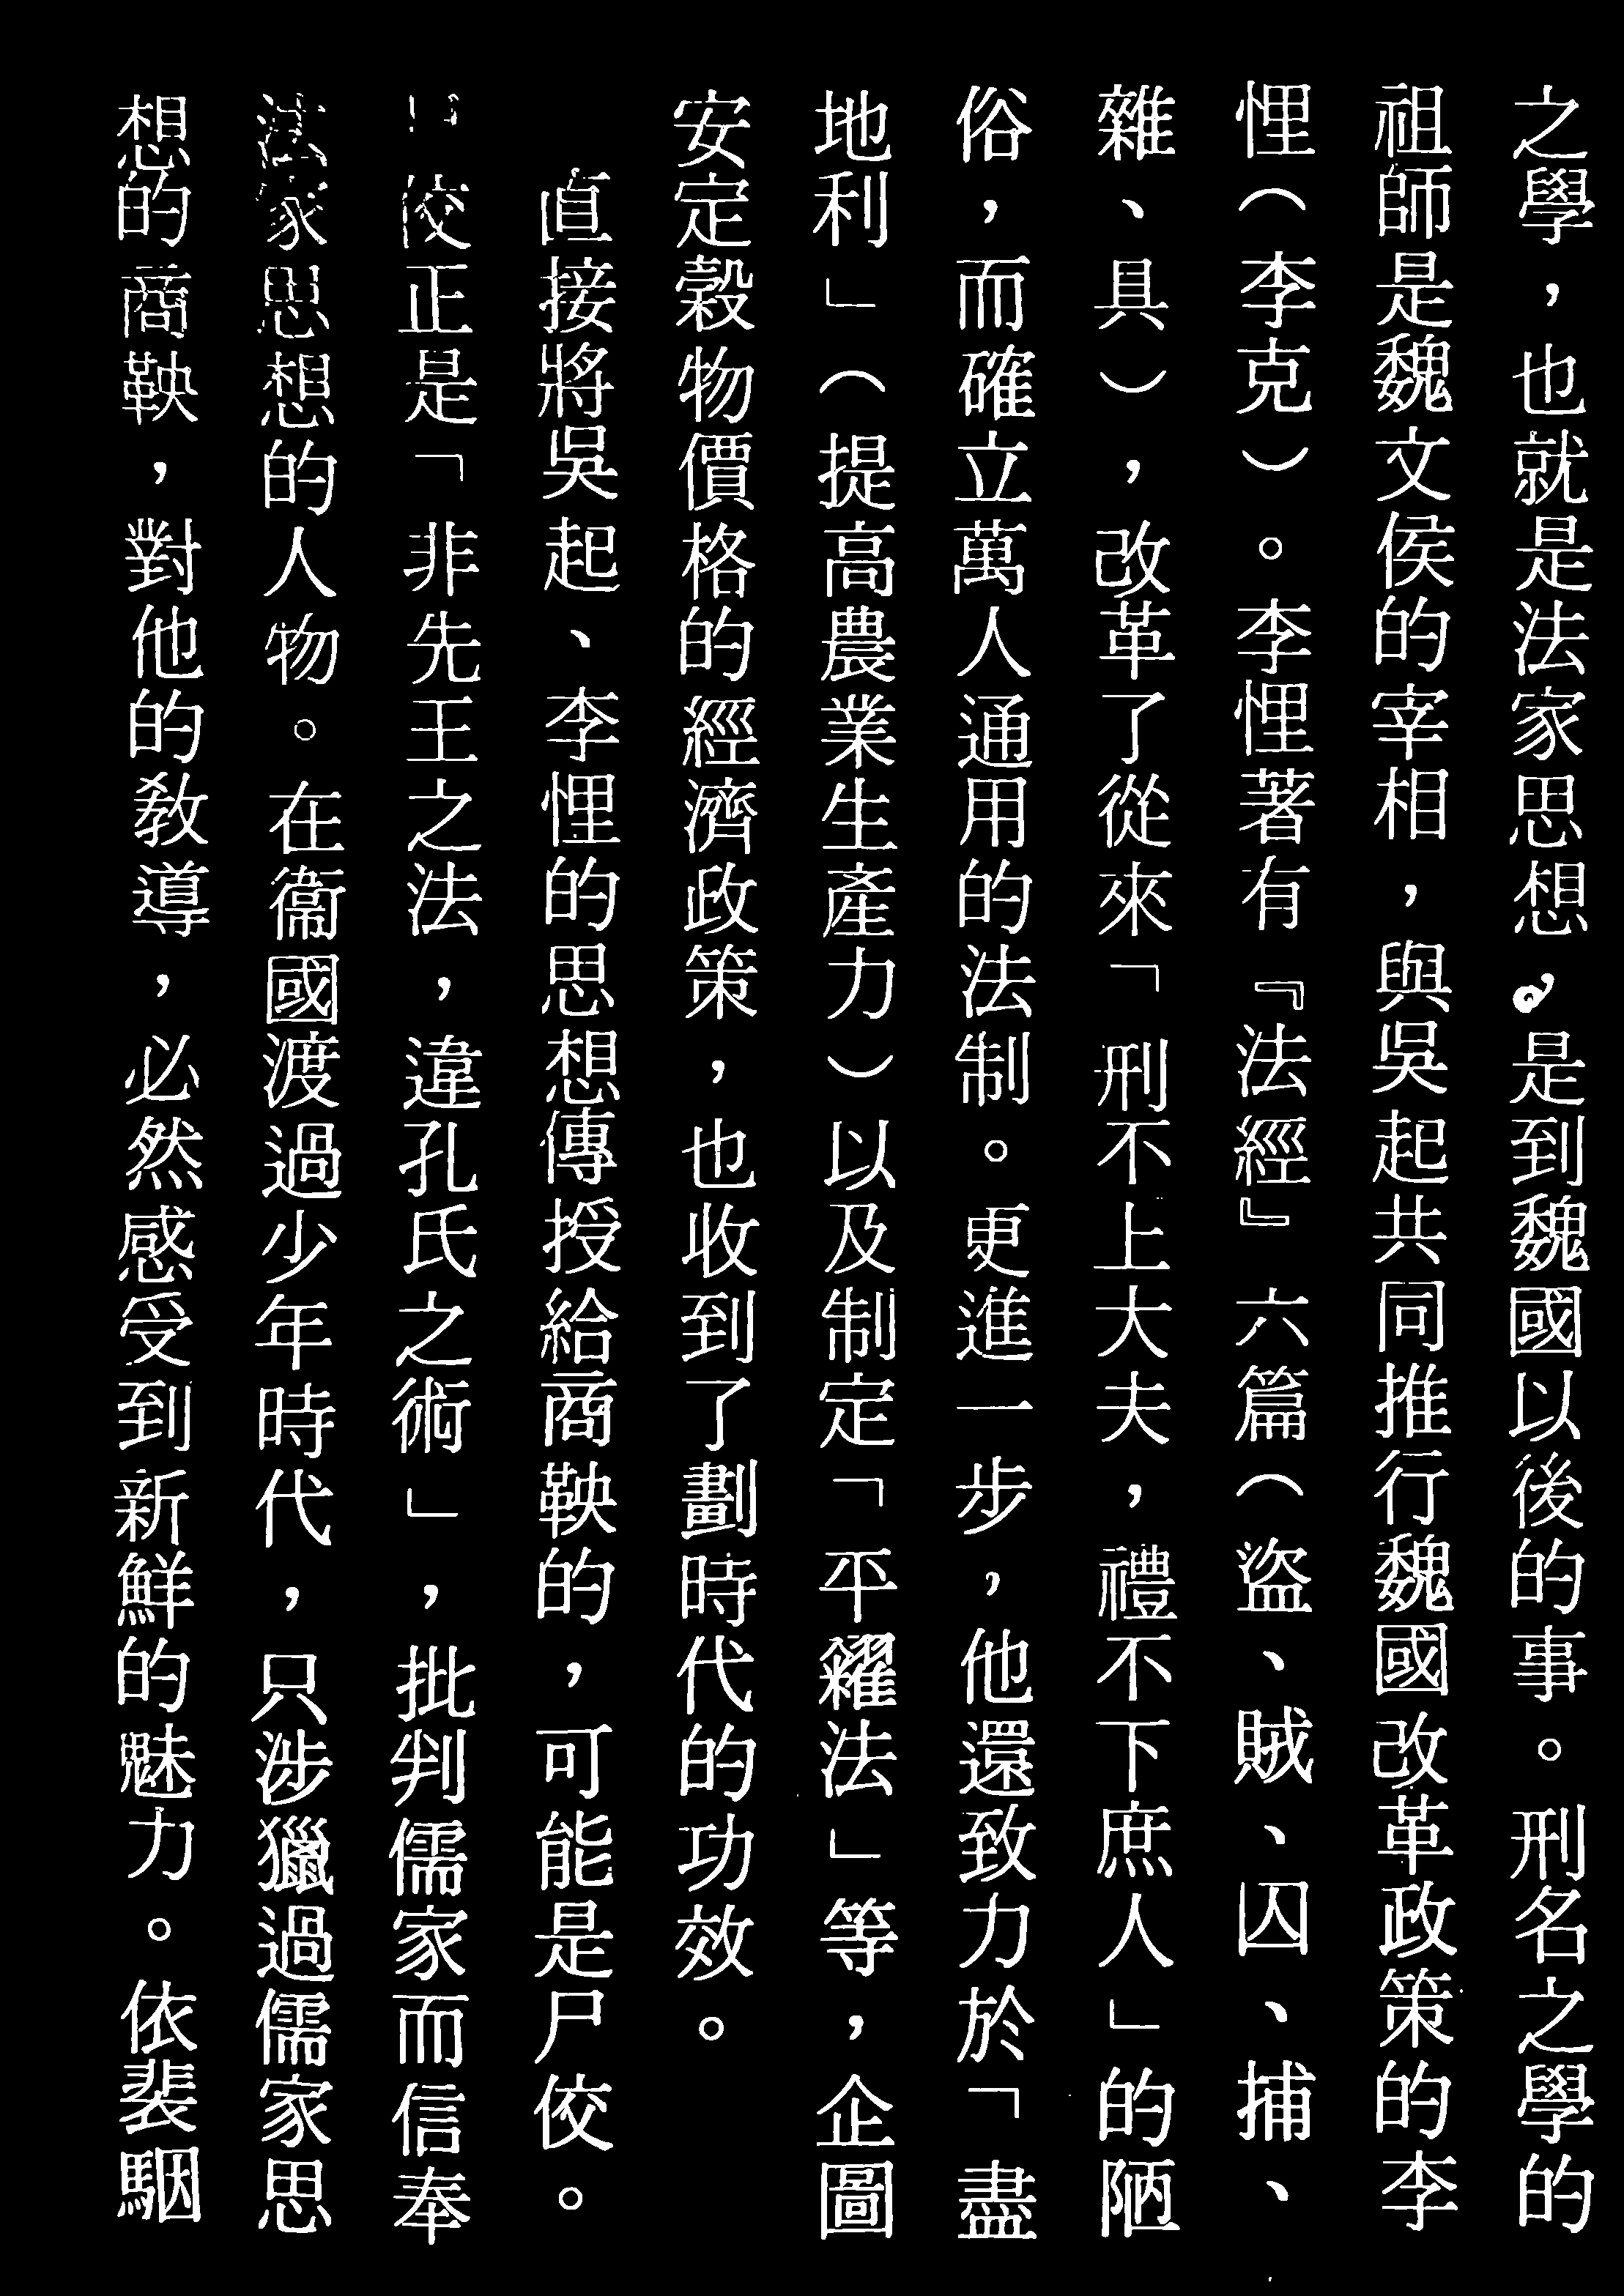 之學，也就是法家思想，是到魏國以後的事。刑名之學的
祖師是魏文侯的宰相，與吳起共同推行魏國改革政策的李
悝（李克）。李悝著有『法經』六篇（盜、賊、囚、捕、
雜、具），改革了從來「刑不上大夫，禮不下庶人」的陋
俗，而確立萬人通用的法制。更進一步，他還致力於「盡
地利」（提高農業生產力）以及制定「平糴法」等，企圖
安定穀物價格的經濟政策，也收到了劃時代的功效。
直接將吳起、李悝的思想傳授給商鞅的，可能是尸佼。
佼正是「非先王之法，違孔氏之術」，批判儒家而信奉
法家思想的人物。在衞國渡過少年時代，只涉獵過儒家思
想的商鞅，對他的教導，必然感受到新鮮的魅力。依裴駰